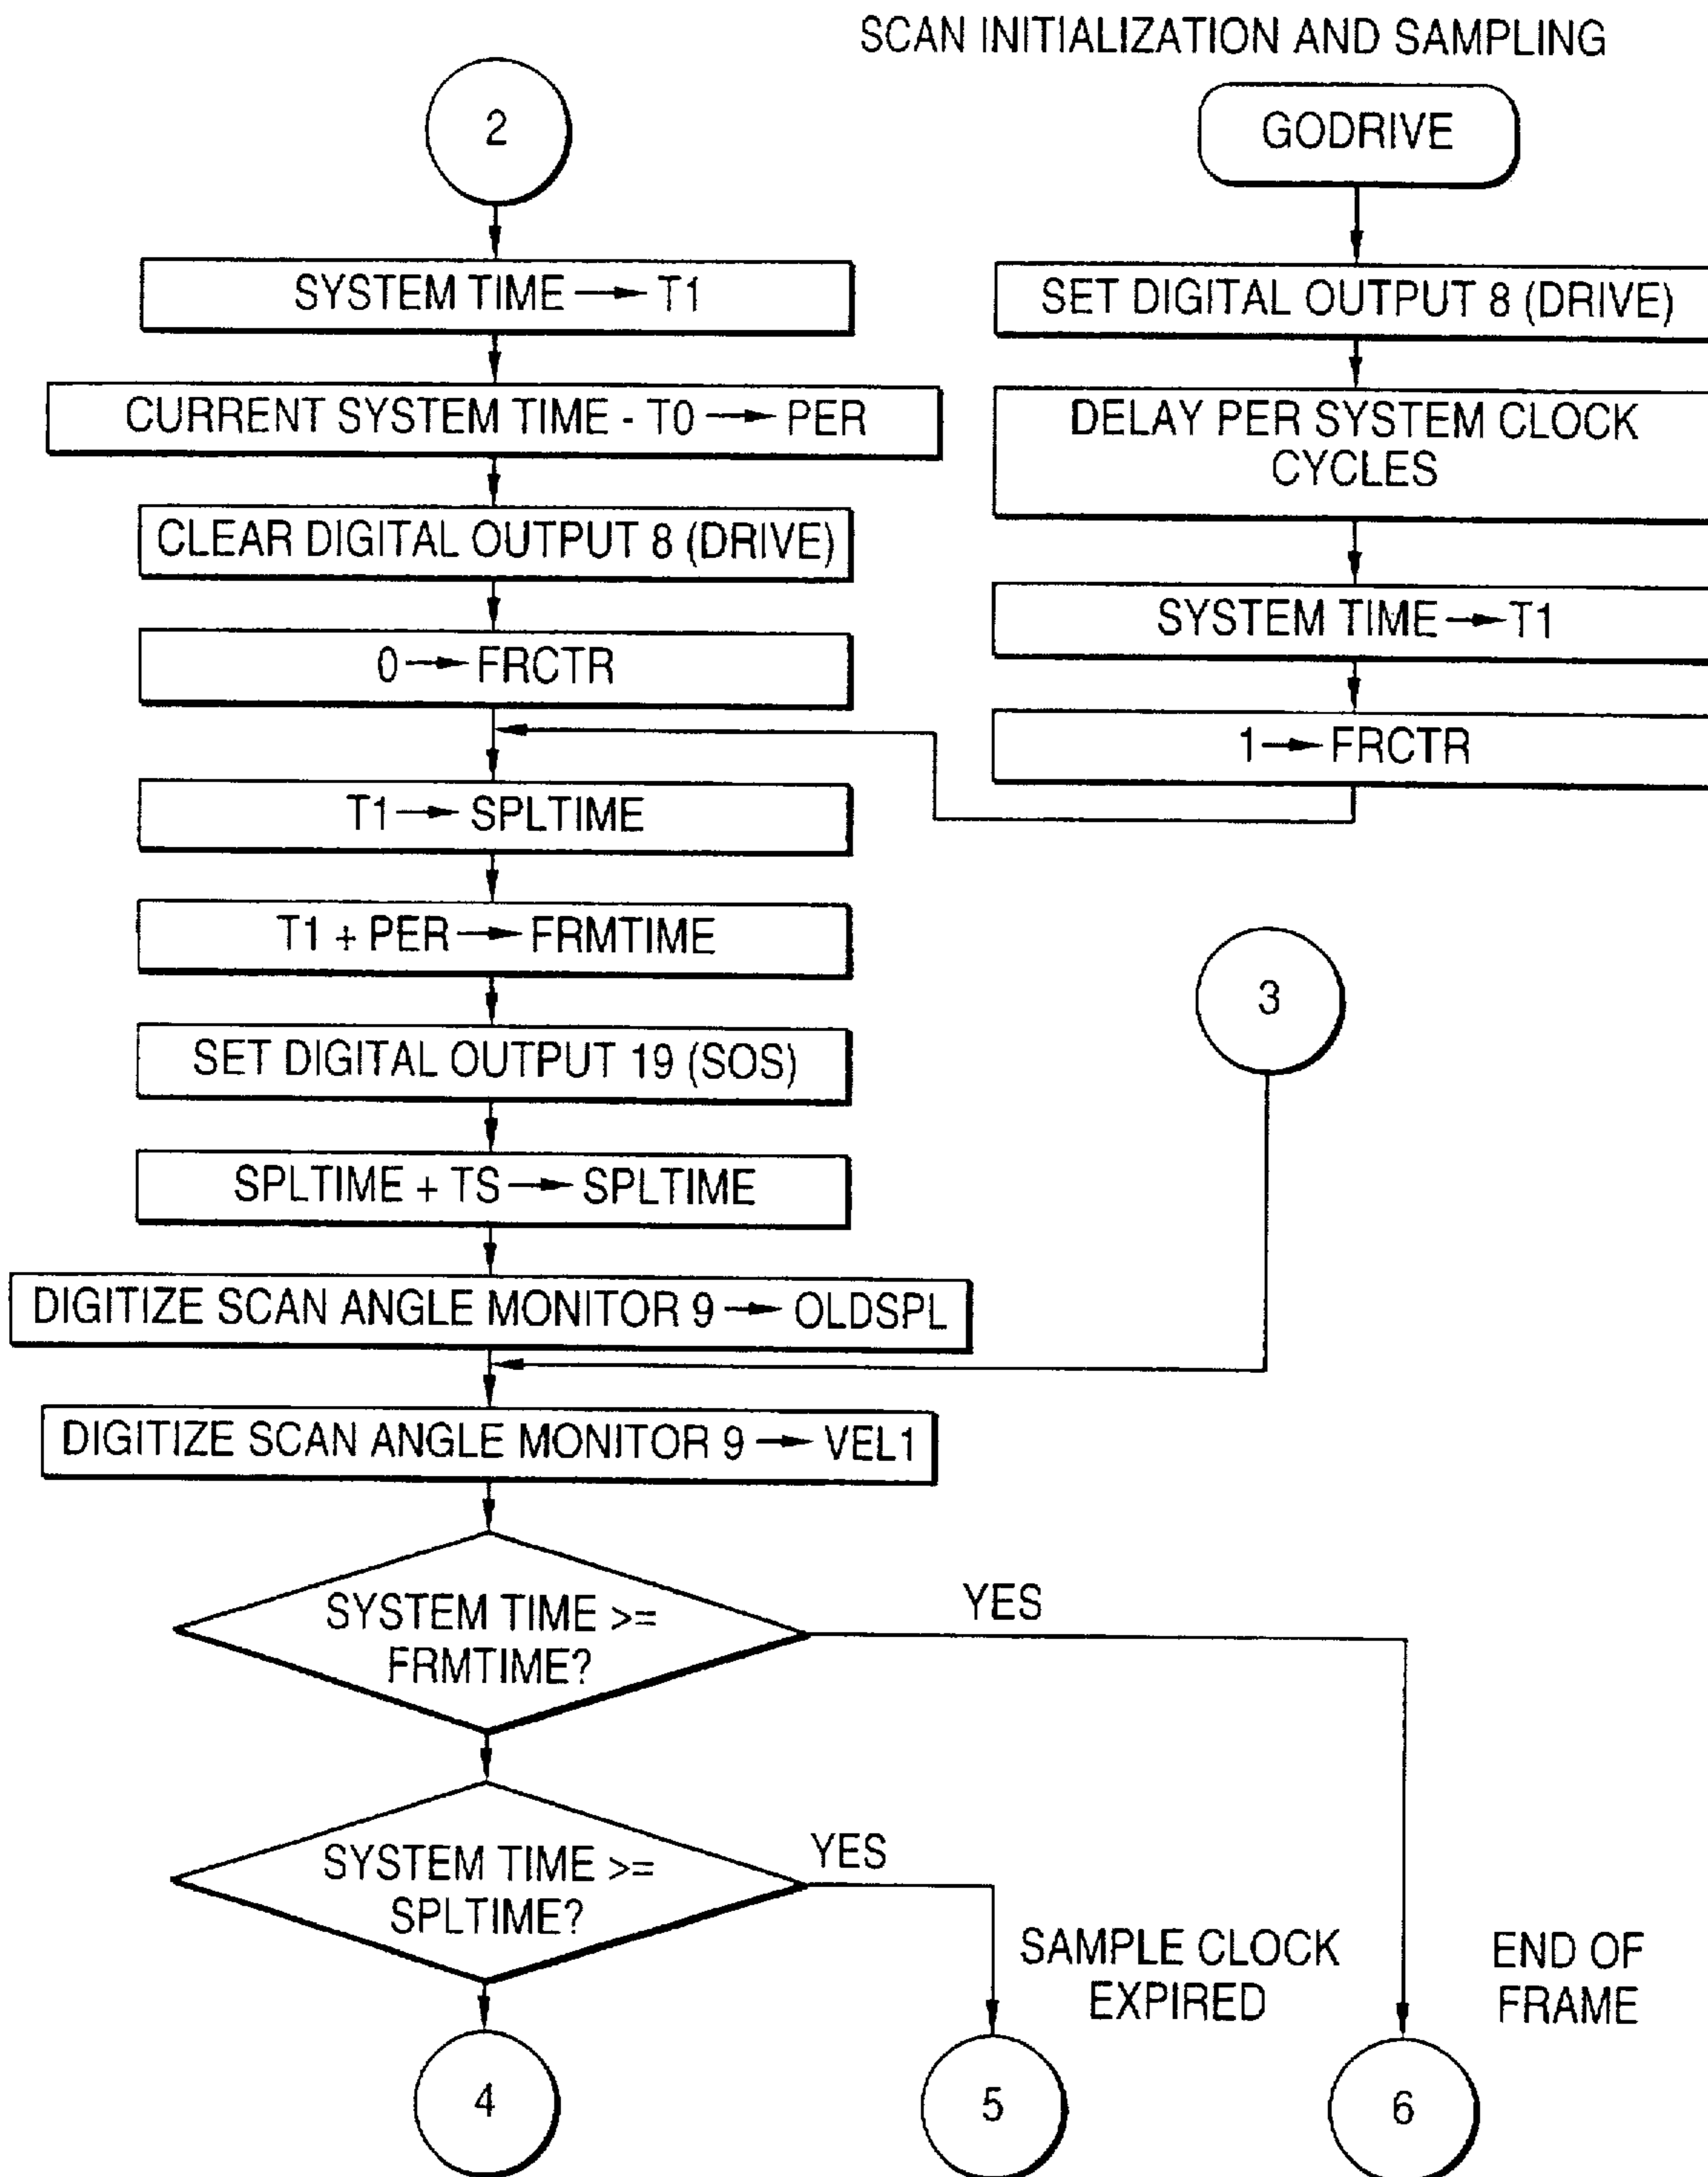 SCAN INITIALIZATION AND SAMPLING
2
SYSTEM TIME → T1
CURRENT SYSTEM TIME - T0 → PER
CLEAR DIGITAL OUTPUT 8 (DRIVE)
0 → FRCTR
GODRIVE
SET DIGITAL OUTPUT 8 (DRIVE)
DELAY PER SYSTEM CLOCK
CYCLES
SYSTEM TIME → T1
1 → FRCTR
T1 → SPLTIME
T1 + PER → FRMTIME
SET DIGITAL OUTPUT 19 (SOS)
SPLTIME + TS → SPLTIME
DIGITIZE SCAN ANGLE MONITOR 9 → OLDSPL
3
DIGITIZE SCAN ANGLE MONITOR 9 → VEL1
SYSTEM TIME >=
FRMTIME?
YES
SYSTEM TIME >=
SPLTIME?
YES
SAMPLE CLOCK
EXPIRED
END OF
FRAME
4
5
6